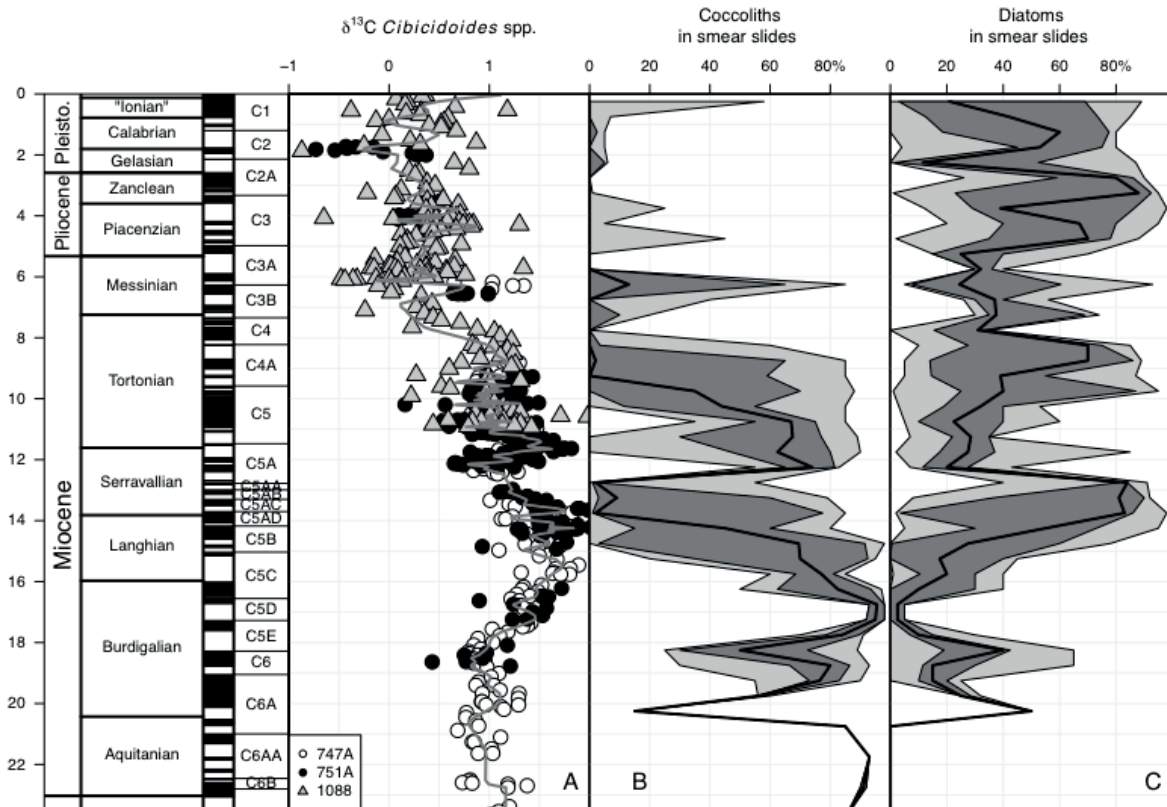 δ13C Cibicidoides spp.
Coccoliths
in smear slides
Diatoms
in smear slides
−1 0 1 0 20 40 60 80% 0 20 40 60 80%
0
2
4
6
8
10
12
14
16
18
20
22
Pleisto.
Pliocene
Miocene
"Ionian"
Calabrian
Gelasian
Zanclean
Piacenzian
Messinian
Tortonian
Serravallian
Langhian
Burdigalian
Aquitanian
C1
C2
C2A
C3
C3A
C3B
C4
C4A
C5
C5A
C5AA
C5AB
C5AC
C5AD
C5B
C5C
C5D
C5E
C6
C6A
C6AA
C6B
747A
751A
1088
A
B
C